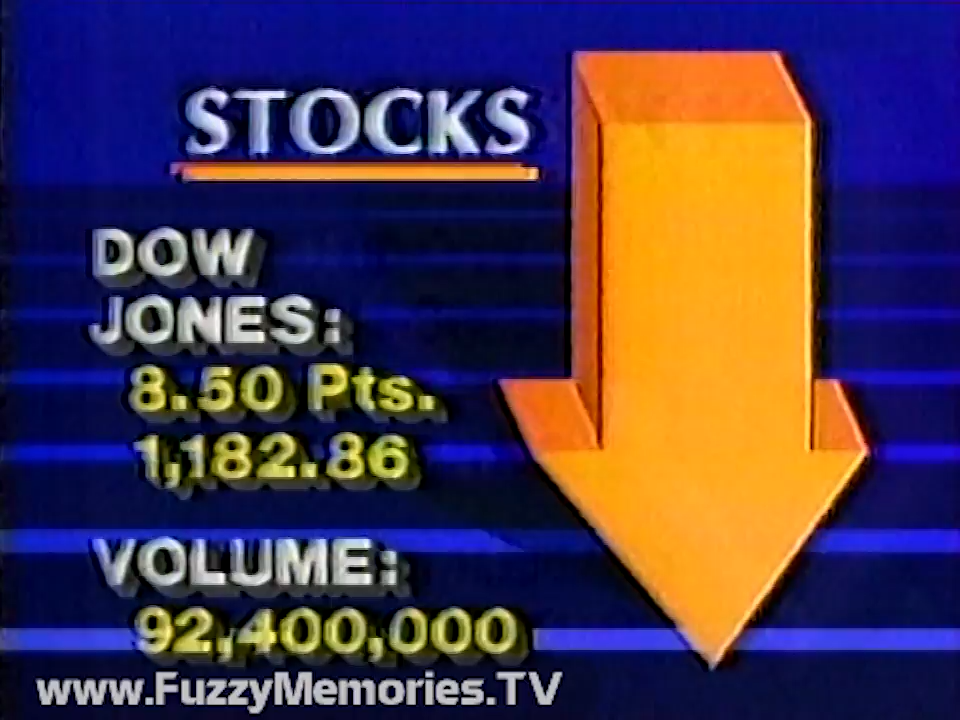 STOCKS
DOW
JONES:
8.50 Pts.
1,182.86
VOLUME:
92,400,000
www.FuzzyMemories.TV